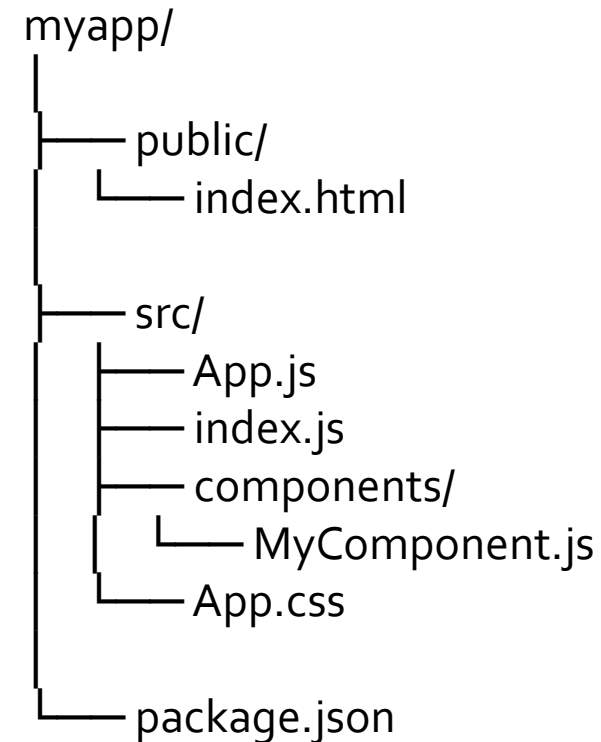 myapp/
public/
index.html
src/
App.js
index.js
components/
MyComponent.js
App.css
package.json